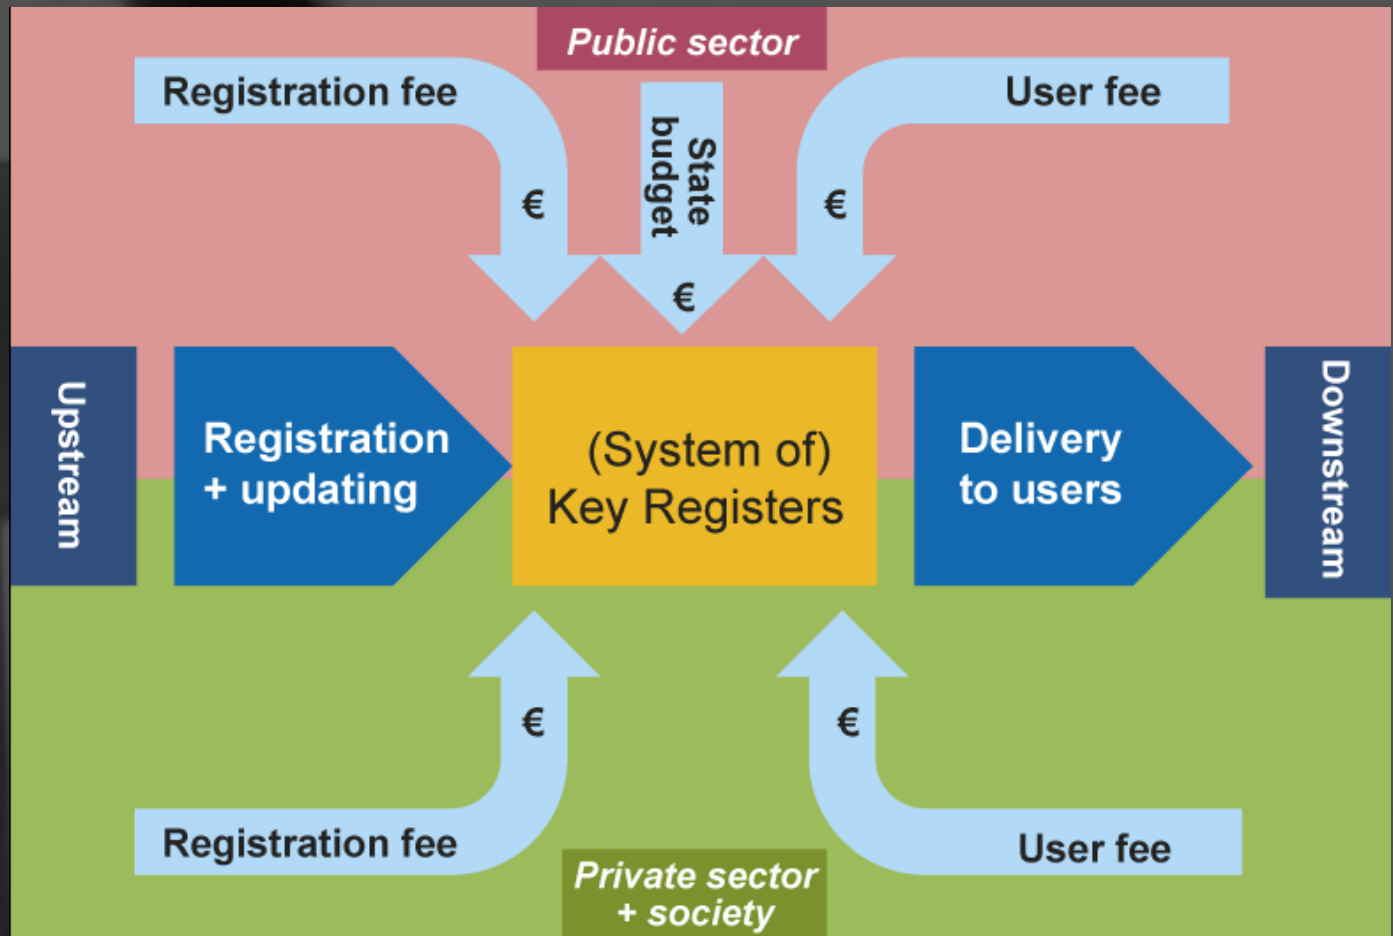 Public sector
Registration fee
User fee
State
budget
€
€
€
Upstream
Registration
+ updating
(System of)
Key Registers
Delivery
to users
Downstream
€
€
Registration fee
User fee
Private sector
+ society